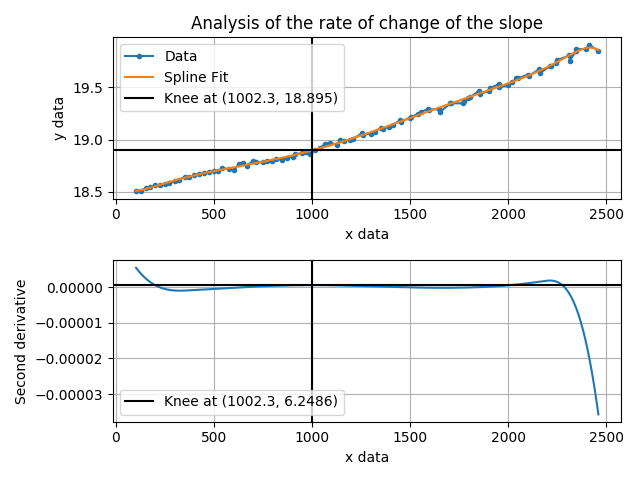 Analysis of the rate of change of the slope
Data
Spline Fit
Knee at (1002.3, 18.895)
19.5
19.0
18.5
y data
0
500
1000
1500
2000
2500
x data
0.00000
−0.00001
−0.00002
−0.00003
Second derivative
Knee at (1002.3, 6.2486)
0
500
1000
1500
2000
2500
x data